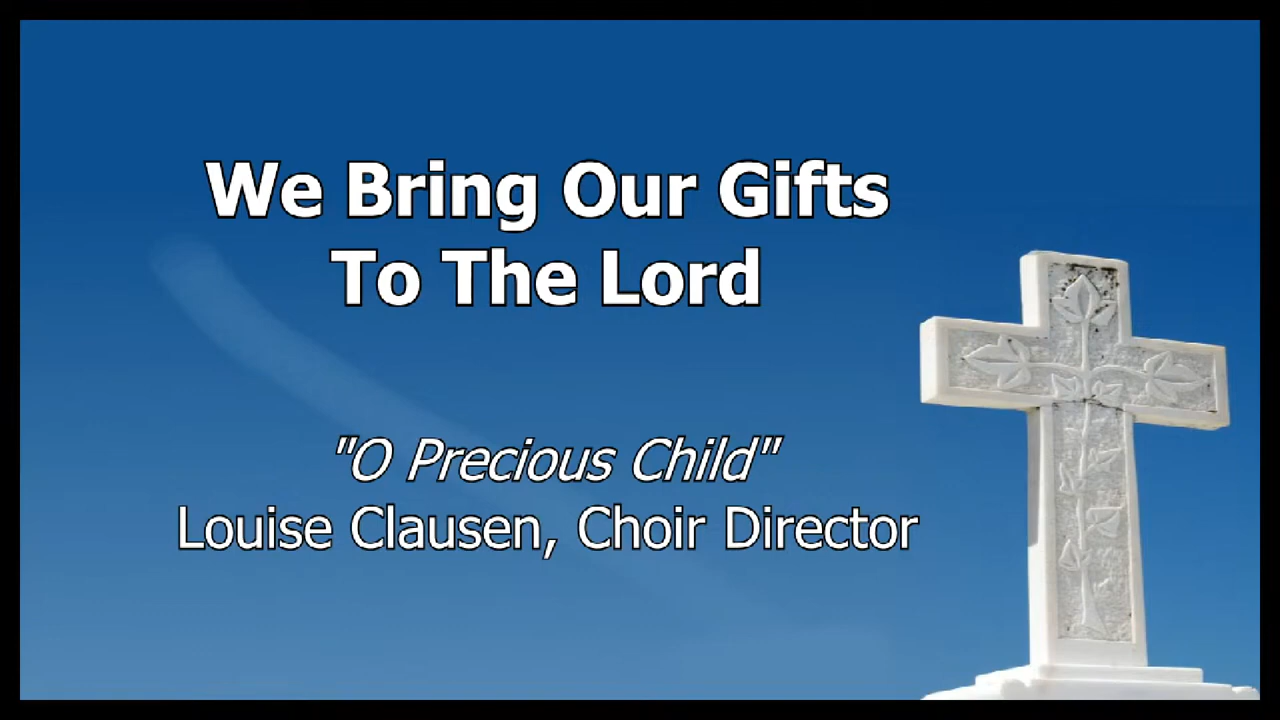 We Bring Our Gifts
To The Lord
"O Precious Child"
Louise Clausen, Choir Director